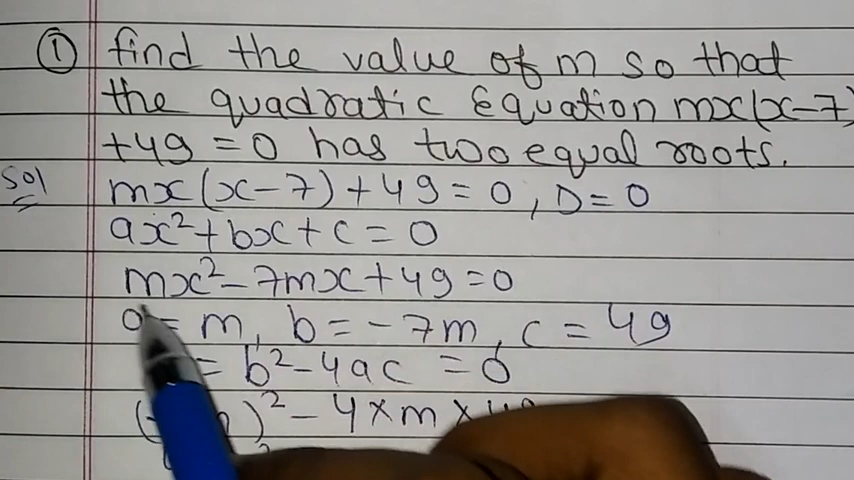 ① find the value of m so that
the quadratic Equation mx(x-7)
+49 = 0 has two equal roots.
Sol mx(x-7) + 49 = 0, D = 0
ax² + bx + c = 0
mx² - 7mx + 49 = 0
a = m, b = -7m, c = 49
= b² - 4ac = 0
)² - 4 × m ×